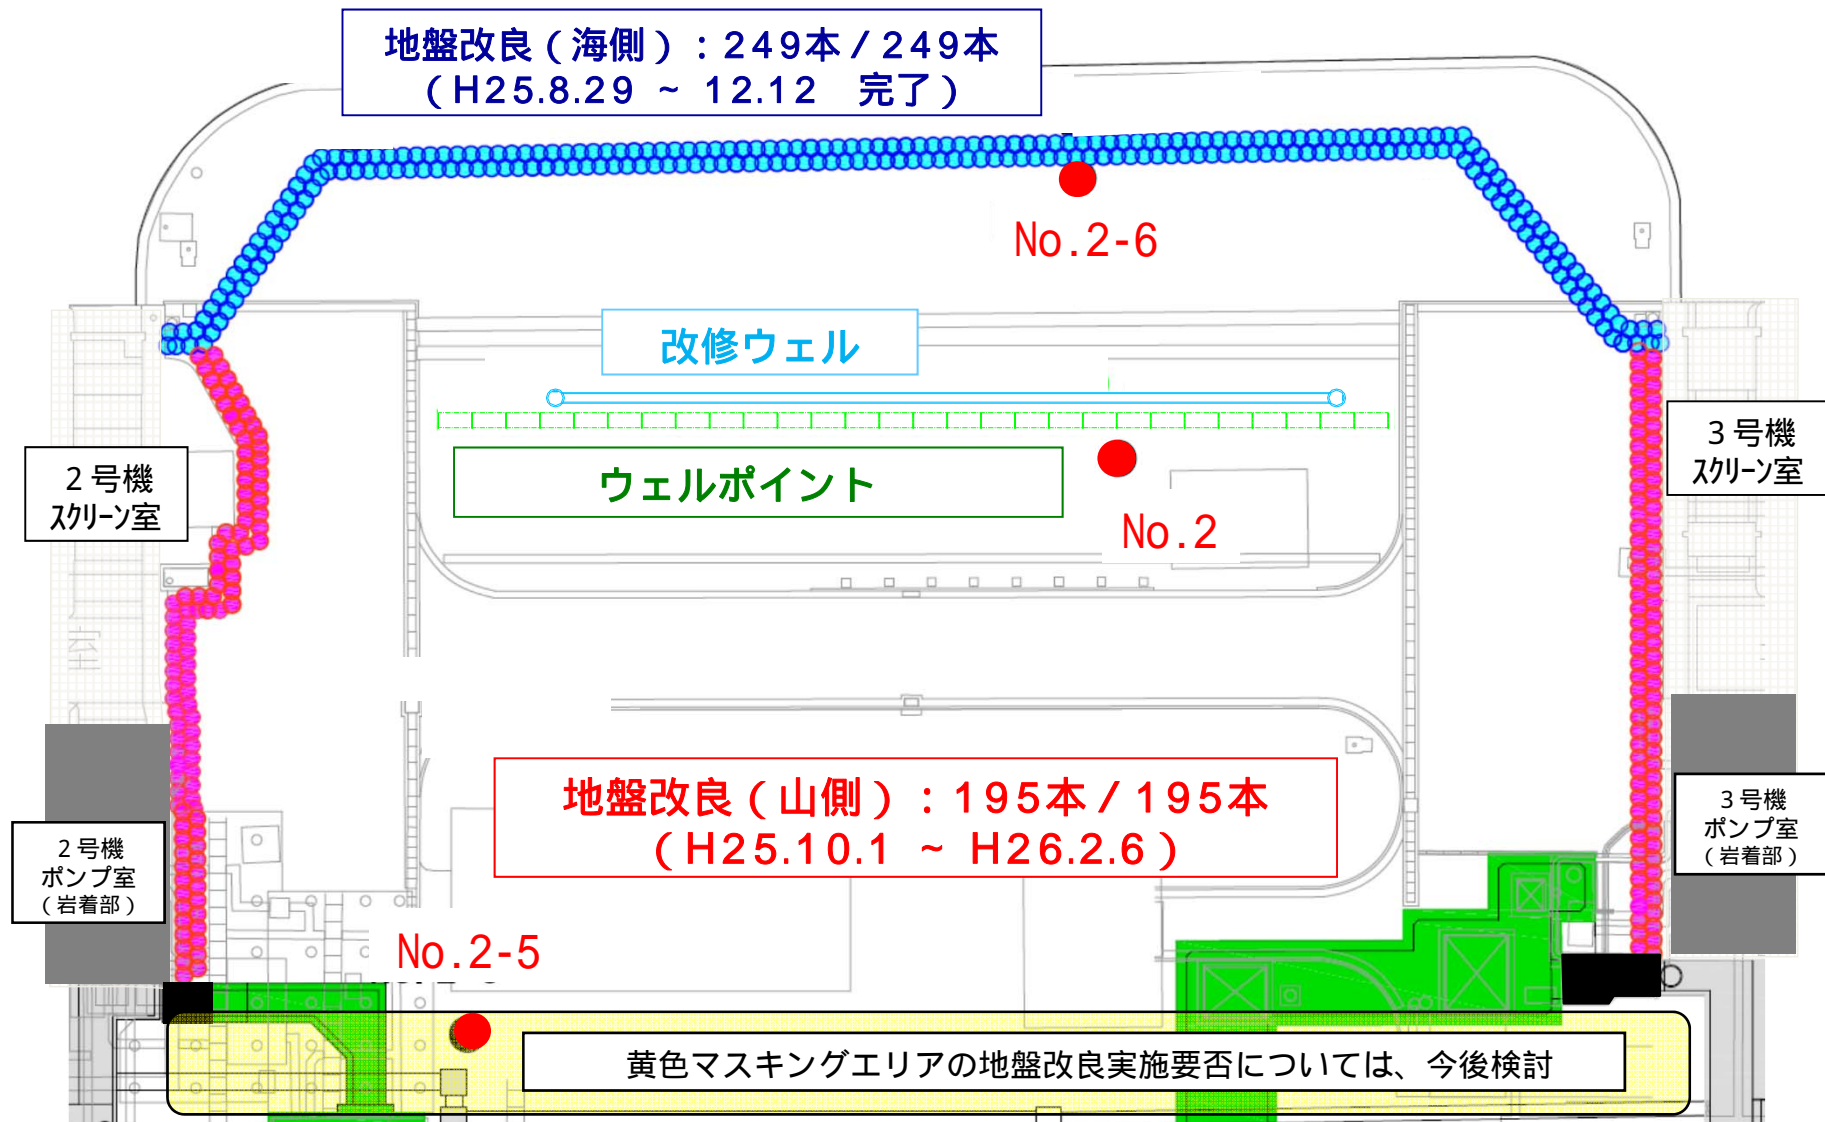 地盤改良（海側）：２４９本／２４９本
（H25.8.29 ～ 12.12　完了）
No.2-6
改修ウェル
ウェルポイント
No.2
２号機
ｽｸﾘｰﾝ室
３号機
ｽｸﾘｰﾝ室
地盤改良（山側）：１９５本／１９５本
（H25.10.1 ～ H26.2.6）
２号機
ポンプ室
（岩着部）
３号機
ポンプ室
（岩着部）
No.2-5
黄色マスキングエリアの地盤改良実施要否については、今後検討